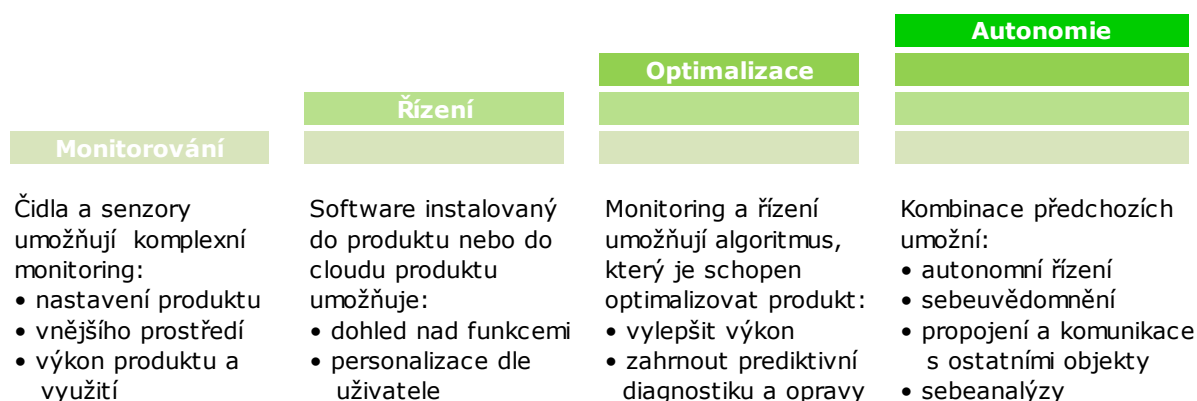 Autonomie
Optimalizace
Řízení
Monitorování
Čidla a senzory
umožňují komplexní
monitoring:
• nastavení produktu
• vnějšího prostředí
• výkon produktu a
využití
Software instalovaný
do produktu nebo do
cloudu produktu
umožňuje:
• dohled nad funkcemi
• personalizace dle
uživatele
Monitoring a řízení
umožňují algoritmus,
který je schopen
optimalizovat produkt:
• vylepšit výkon
• zahrnout prediktivní
diagnostiku a opravy
Kombinace předchozích
umožní:
• autonomní řízení
• sebeuvědomnění
• propojení a komunikace
s ostatními objekty
• sebeanalýzy